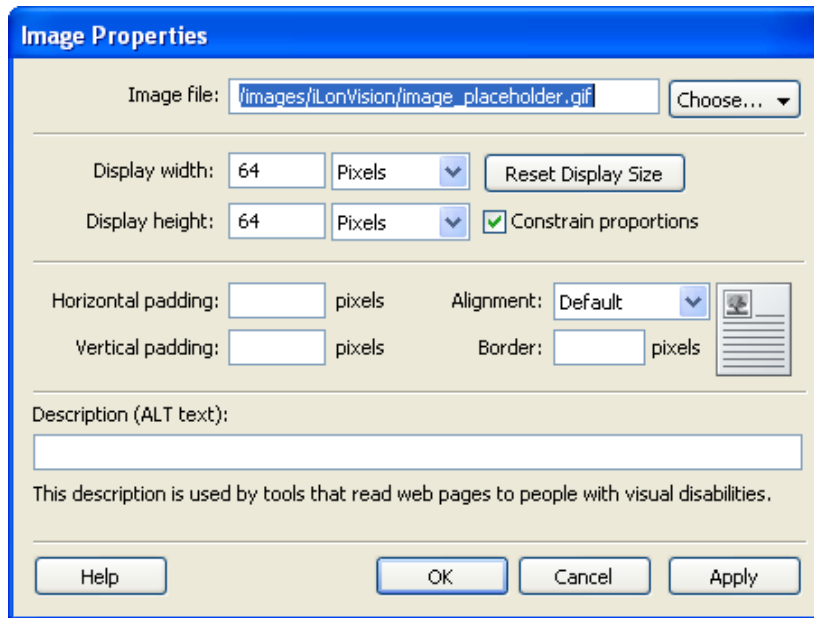 Image Properties
Image file: /images/iLonVision/image_placeholder.gif Choose...
Display width: 64 Pixels Reset Display Size
Display height: 64 Pixels Constrain proportions
Horizontal padding: pixels Alignment: Default
Vertical padding: pixels Border: pixels
Description (ALT text):
This description is used by tools that read web pages to people with visual disabilities.
Help OK Cancel Apply